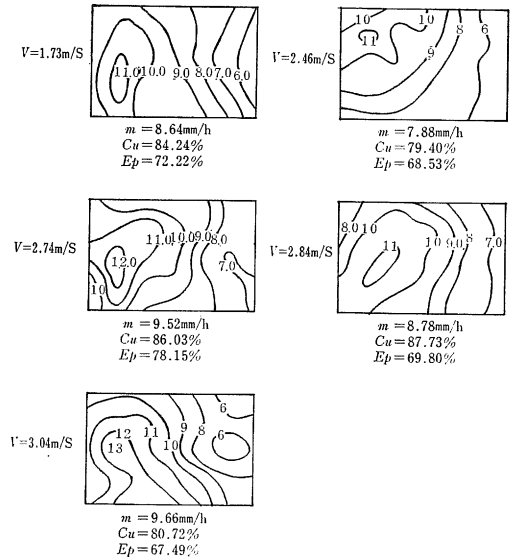 V=1.73m/S
11.0 10.0 9.0 8.0 7.0 6.0
m=8.64mm/h
Cu=84.24%
Ep=72.22%
V=2.46m/S
10 10 8 6
11 9
m=7.88mm/h
Cu=79.40%
Ep=68.53%
V=2.74m/S
11.0 10.0 9.0 8.0
12.0 7.0
10
m=9.52mm/h
Cu=86.03%
Ep=78.15%
V=2.84m/S
8.0 10
11 10 9.0 8 7.0
m=8.78mm/h
Cu=87.73%
Ep=69.80%
V=3.04m/S
6
12 11 9 8 6
13 10
m=9.66mm/h
Cu=80.72%
Ep=67.49%